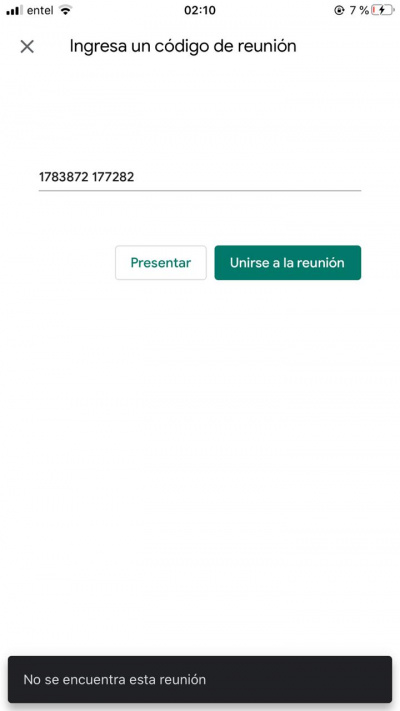 entel 02:10 7 %
Ingresa un código de reunión
1783872 177282
Presentar Unirse a la reunión
No se encuentra esta reunión